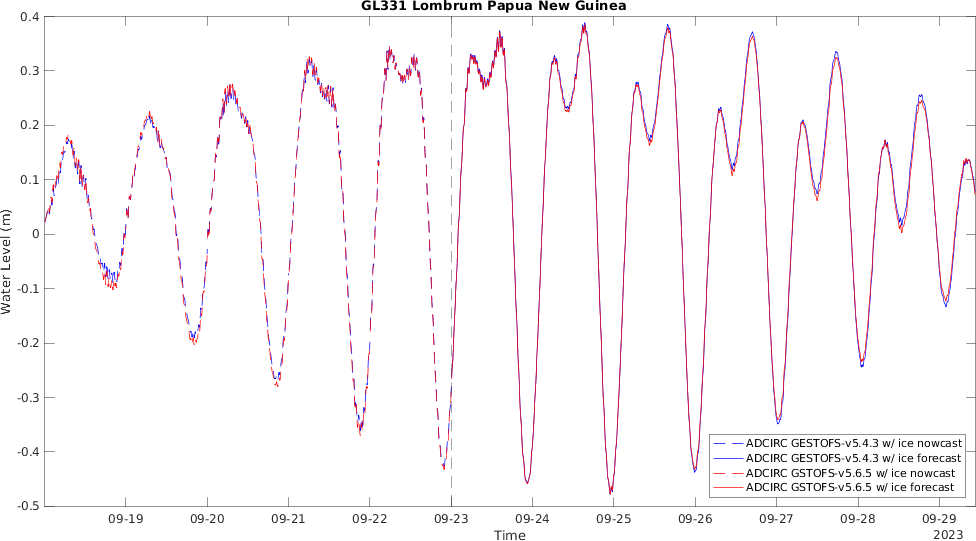 GL331 Lombrum Papua New Guinea
Water Level (m)
0.4
0.3
0.2
0.1
0
-0.1
-0.2
-0.3
-0.4
-0.5
ADCIRC GESTOFS-v5.4.3 w/ ice nowcast
ADCIRC GESTOFS-v5.4.3 w/ ice forecast
ADCIRC GSTOFS-v5.6.5 w/ ice nowcast
ADCIRC GSTOFS-v5.6.5 w/ ice forecast
09-19 09-20 09-21 09-22 09-23 09-24 09-25 09-26 09-27 09-28 09-29
Time
2023